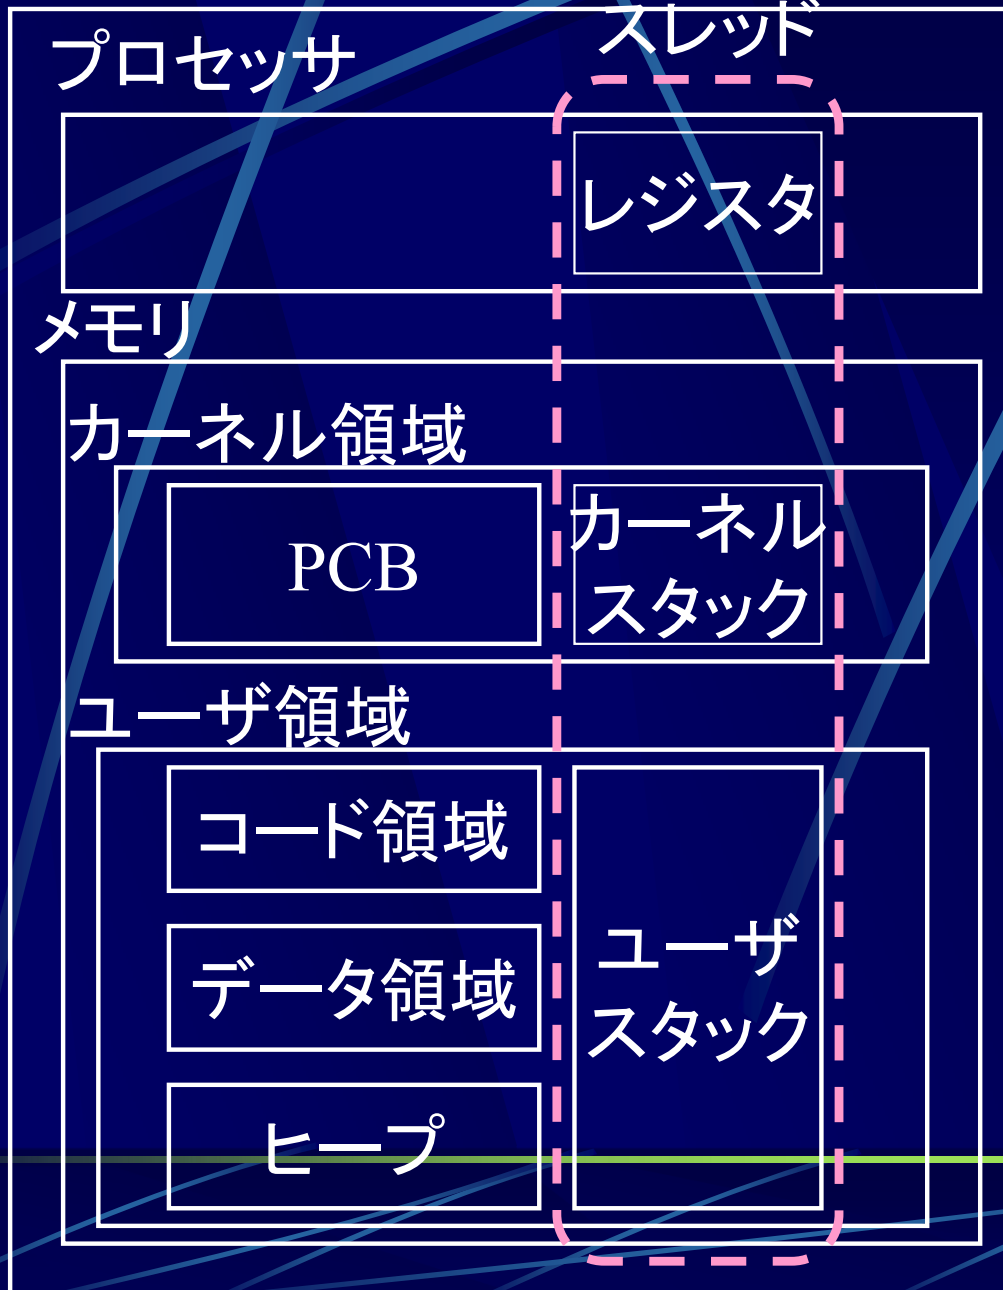 スレッド
プロセッサ
レジスタ
メモリ
カーネル領域
PCB
カーネル
スタック
ユーザ領域
コード領域
データ領域
ヒープ
ユーザ
スタック